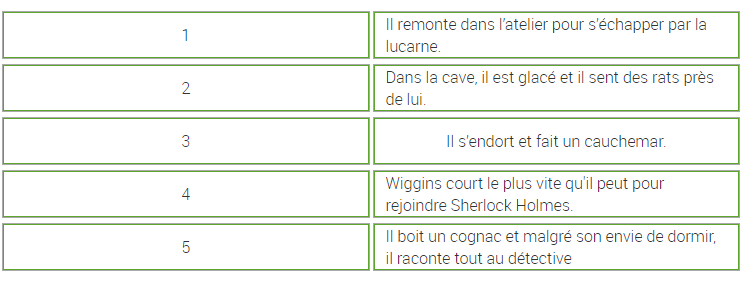 1
Il remonte dans l'atelier pour s'échapper par la
lucarne.
2
Dans la cave, il est glacé et il sent des rats près
de lui.
3
Il s'endort et fait un cauchemar.
4
Wiggins court le plus vite qu'il peut pour
rejoindre Sherlock Holmes.
5
Il boit un cognac et malgré son envie de dormir,
il raconte tout au détective